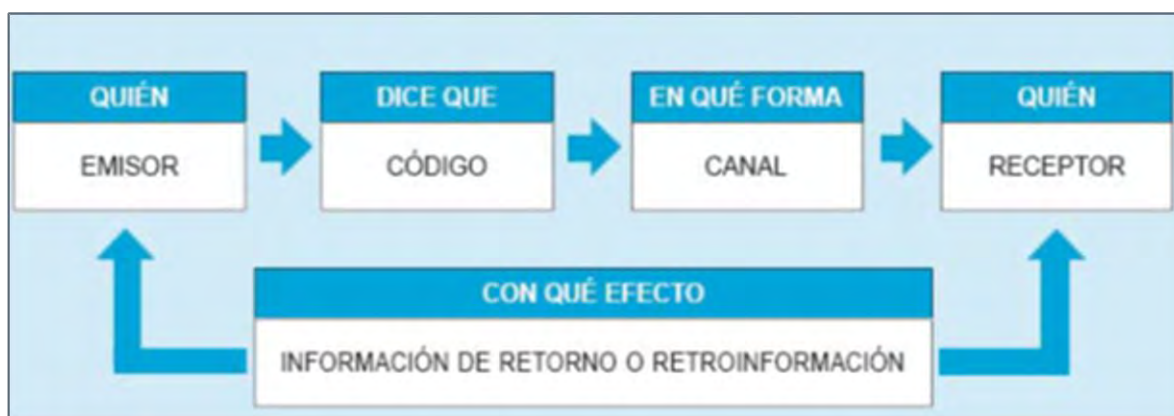 QUIÉN
EMISOR
DICE QUE
CÓDIGO
EN QUÉ FORMA
CANAL
QUIÉN
RECEPTOR
CON QUÉ EFECTO
INFORMACIÓN DE RETORNO O RETROINFORMACIÓN